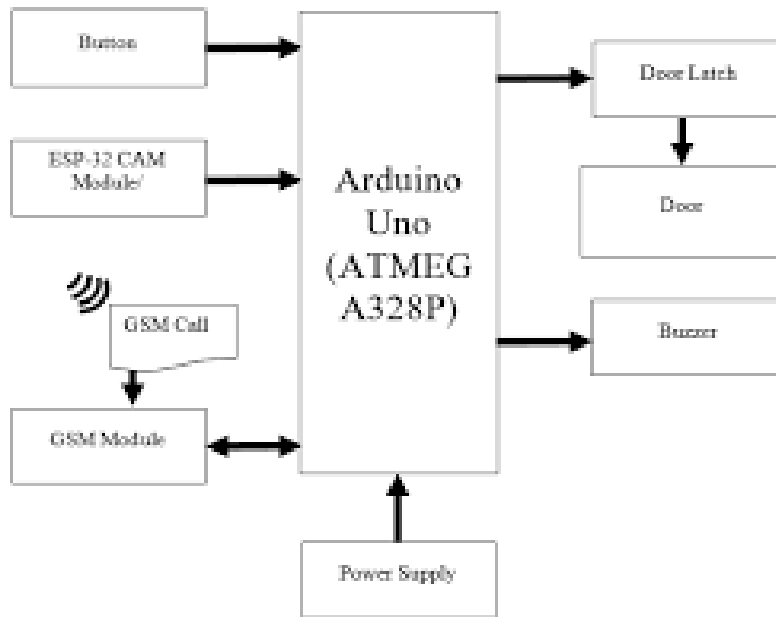 Button
ESP-32 CAM
Module/
GSM Call
GSM Module
Arduino
Uno
(ATMEG
A328P)
Power Supply
Door Latch
Door
Buzzer